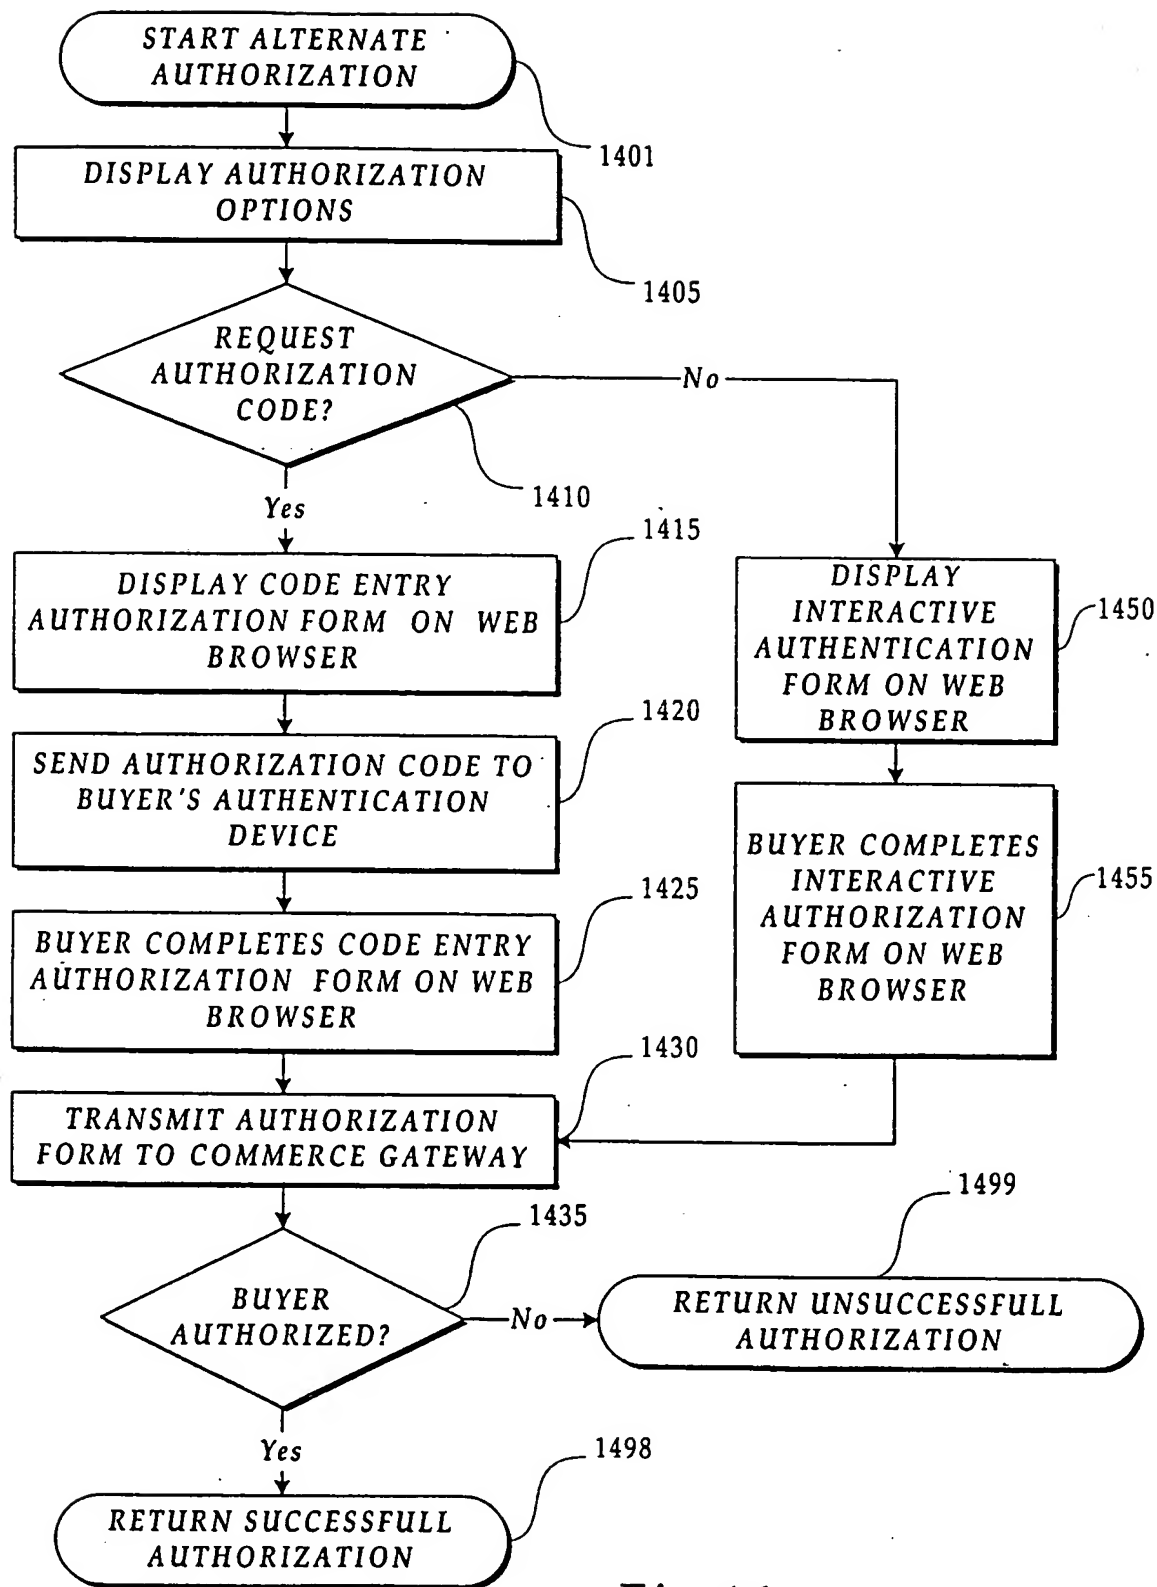 START ALTERNATE
AUTHORIZATION
1401
DISPLAY AUTHORIZATION
OPTIONS
1405
REQUEST
AUTHORIZATION
CODE?
No
1410
Yes
1415
DISPLAY CODE ENTRY
AUTHORIZATION FORM ON WEB
BROWSER
DISPLAY
INTERACTIVE
AUTHENTICATION
FORM ON WEB
BROWSER
1450
1420
SEND AUTHORIZATION CODE TO
BUYER'S AUTHENTICATION
DEVICE
BUYER COMPLETES
INTERACTIVE
AUTHORIZATION
FORM ON WEB
BROWSER
1455
1425
BUYER COMPLETES CODE ENTRY
AUTHORIZATION FORM ON WEB
BROWSER
1430
TRANSMIT AUTHORIZATION
FORM TO COMMERCE GATEWAY
1435
BUYER
AUTHORIZED?
No
1499
RETURN UNSUCCESSFULL
AUTHORIZATION
Yes
1498
RETURN SUCCESSFULL
AUTHORIZATION